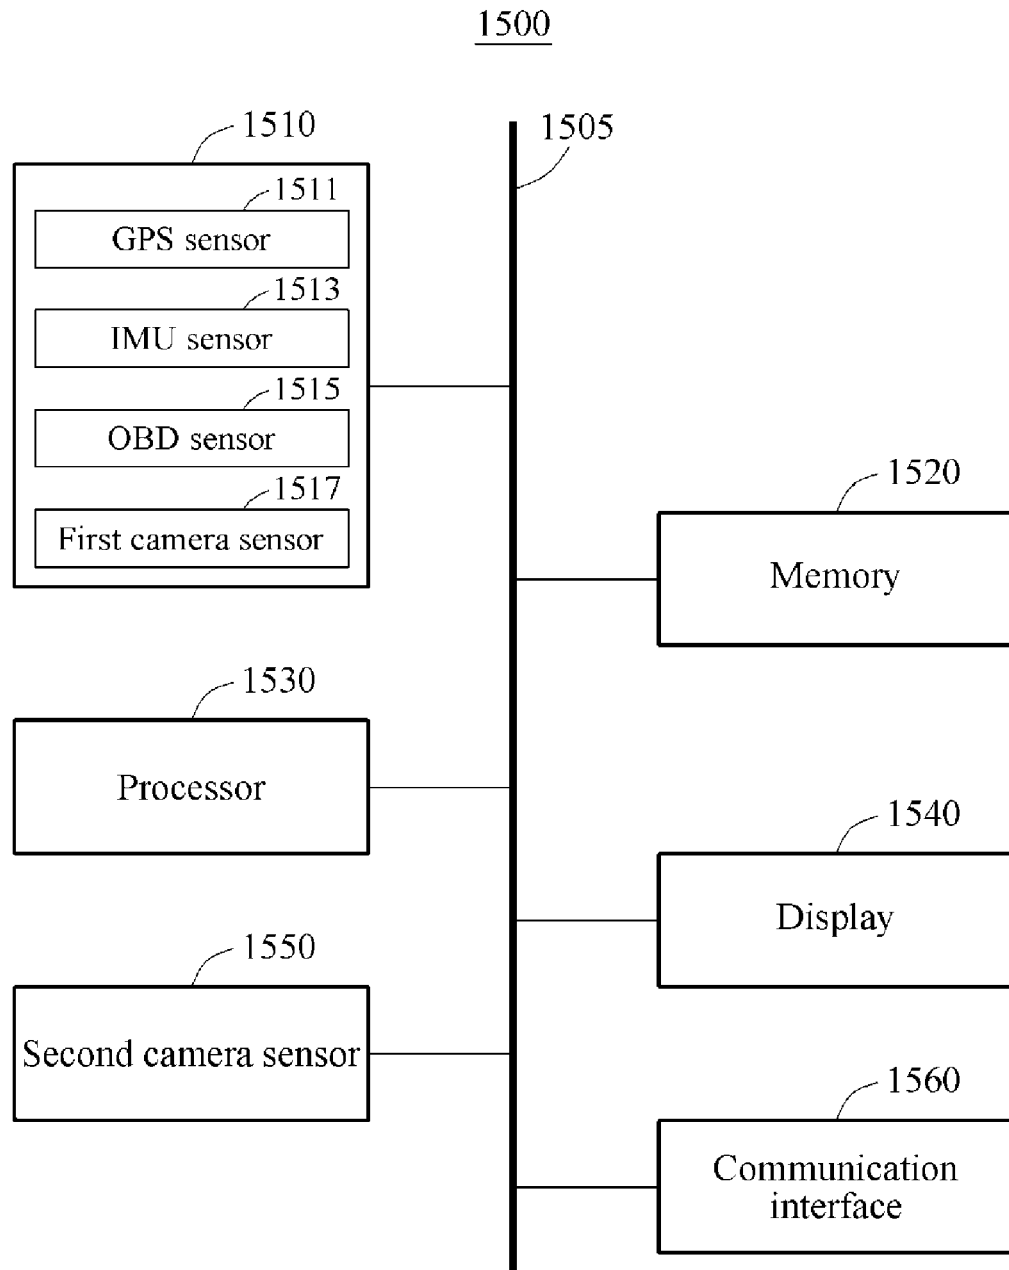 1500
1510
1505
1511
GPS sensor
1513
IMU sensor
1515
OBD sensor
1517
First camera sensor
1520
Memory
1530
Processor
1540
Display
1550
Second camera sensor
1560
Communication
interface